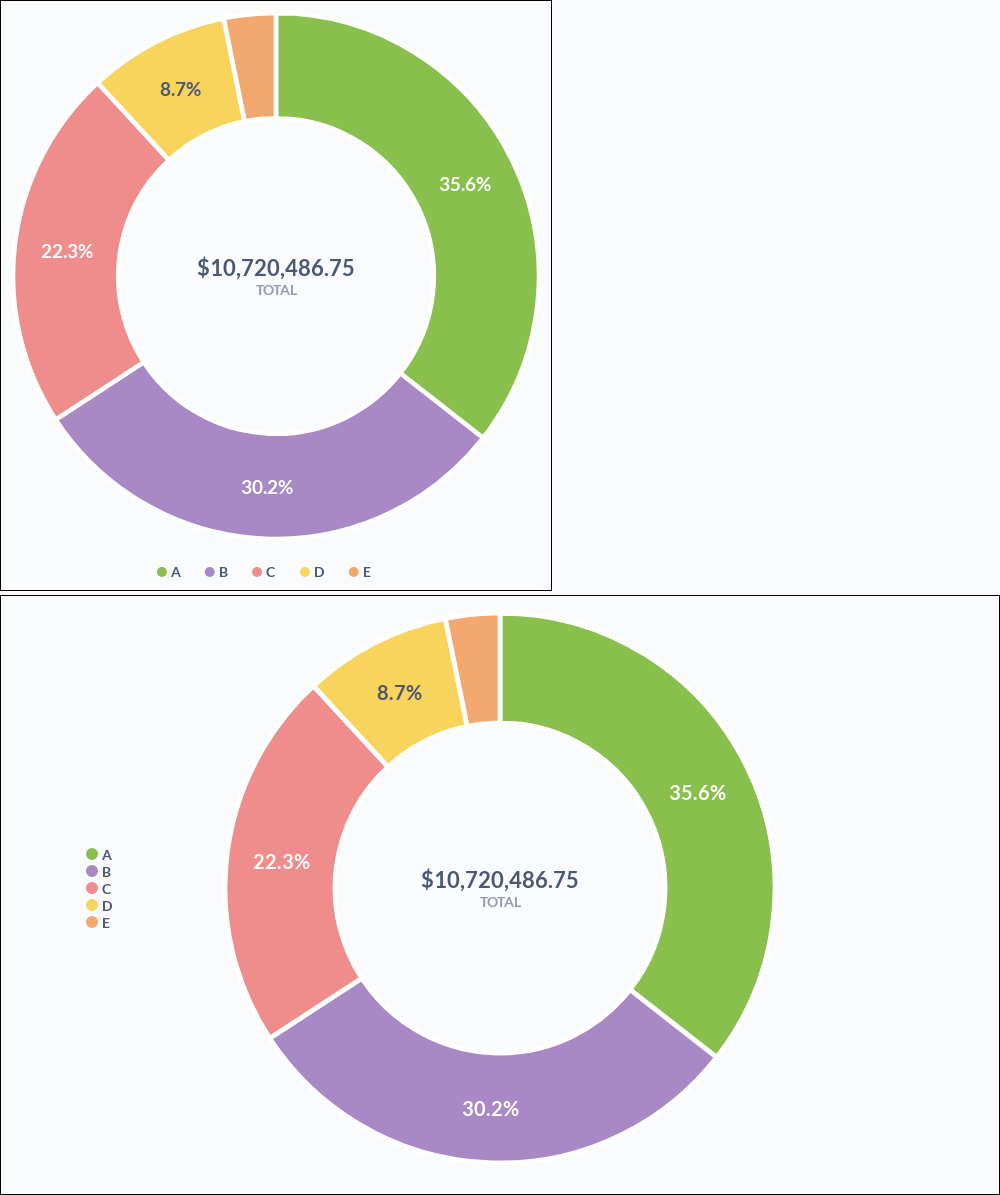 8.7%
35.6%
22.3%
$10,720,486.75
TOTAL
30.2%
A B C D E
8.7%
35.6%
22.3%
A
B
C
D
E
$10,720,486.75
TOTAL
30.2%